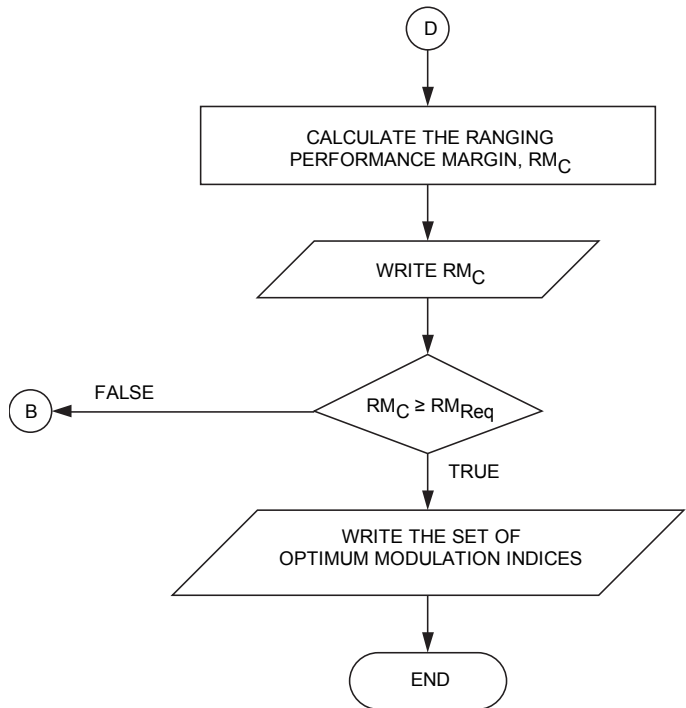 D
CALCULATE THE RANGING
PERFORMANCE MARGIN, RMC
WRITE RMC
FALSE
B
RMC ≥ RMReq
TRUE
WRITE THE SET OF
OPTIMUM MODULATION INDICES
END